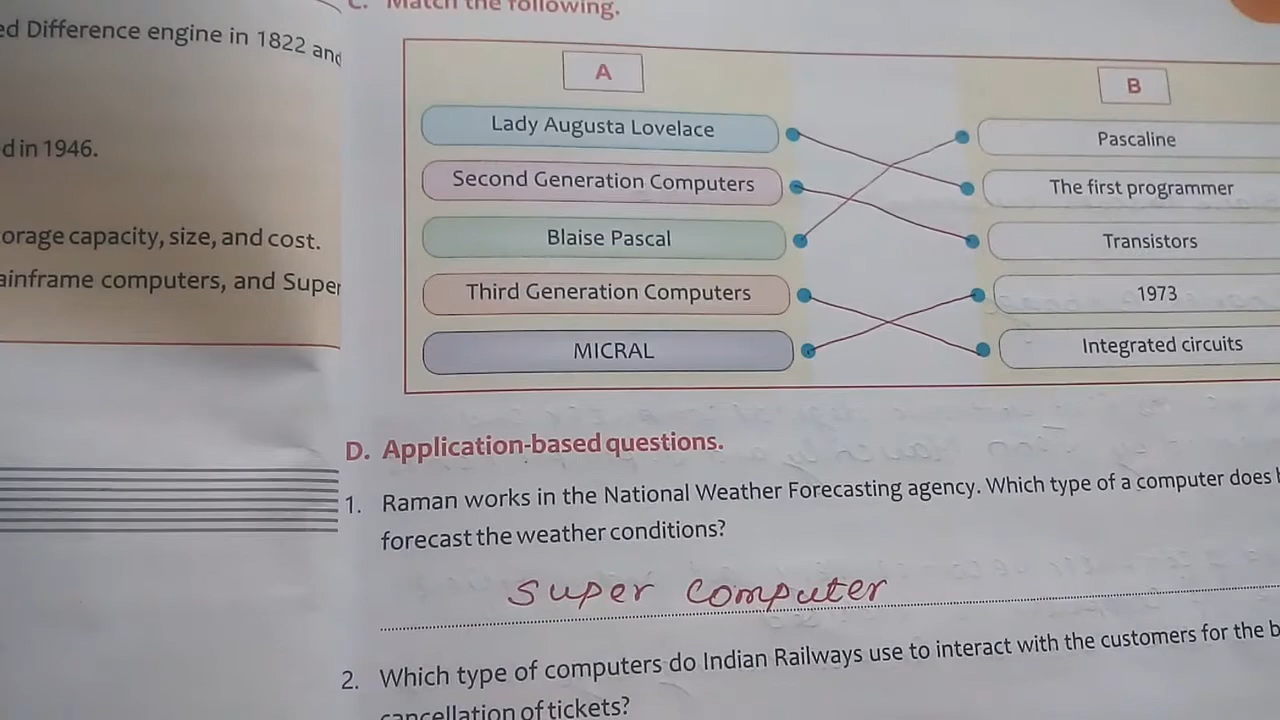 ed Difference engine in 1822 and
d in 1946.
orage capacity, size, and cost.
ainframe computers, and Super
C. Match the following.
A
B
Lady Augusta Lovelace
Pascaline
Second Generation Computers
The first programmer
Blaise Pascal
Transistors
Third Generation Computers
1973
MICRAL
Integrated circuits
D. Application-based questions.
1. Raman works in the National Weather Forecasting agency. Which type of a computer does
forecast the weather conditions?
super computer
2. Which type of computers do Indian Railways use to interact with the customers for the
cancellation of tickets?